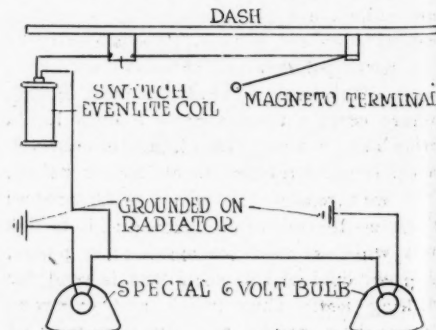 DASH
SWITCH
EVENLITE COIL
MAGNETO TERMINAL
GROUNDED ON
RADIATOR
SPECIAL 6 VOLT BULB